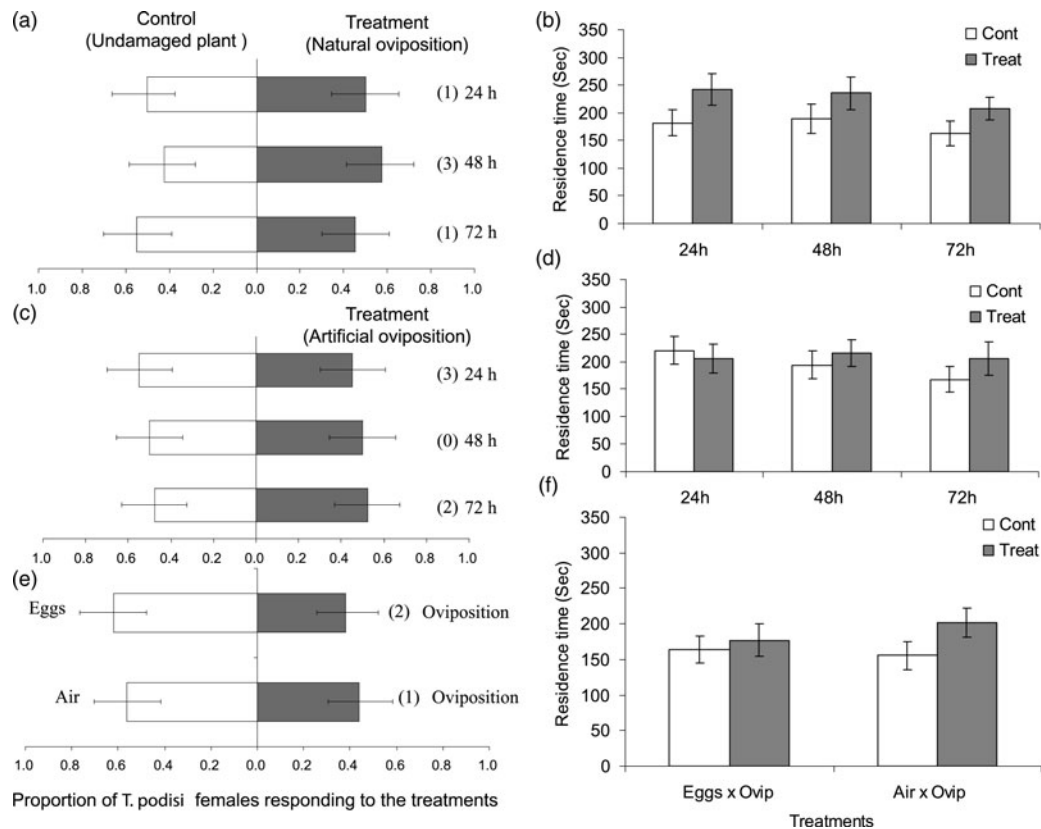 (a)
Control
(Undamaged plant )
Treatment
(Natural oviposition)
(1) 24 h
(3) 48 h
(1) 72 h
1.0 0.8 0.6 0.4 0.2 0.0 0.2 0.4 0.6 0.8 1.0
(b)
Cont
Treat
Residence time (Sec)
350
300
250
200
150
100
50
0
24h 48h 72h
(c)
Treatment
(Artificial oviposition)
(3) 24 h
(0) 48 h
(2) 72 h
1.0 0.8 0.6 0.4 0.2 0.0 0.2 0.4 0.6 0.8 1.0
(d)
Cont
Treat
Residence time (Sec)
350
300
250
200
150
100
50
0
24h 48h 72h
(e)
Eggs (2) Oviposition
Air (1) Oviposition
1.0 0.8 0.6 0.4 0.2 0.0 0.2 0.4 0.6 0.8 1.0
Proportion of T. podisi females responding to the treatments
(f)
Cont
Treat
Residence time (Sec)
350
300
250
200
150
100
50
0
Eggs x Ovip Air x Ovip
Treatments